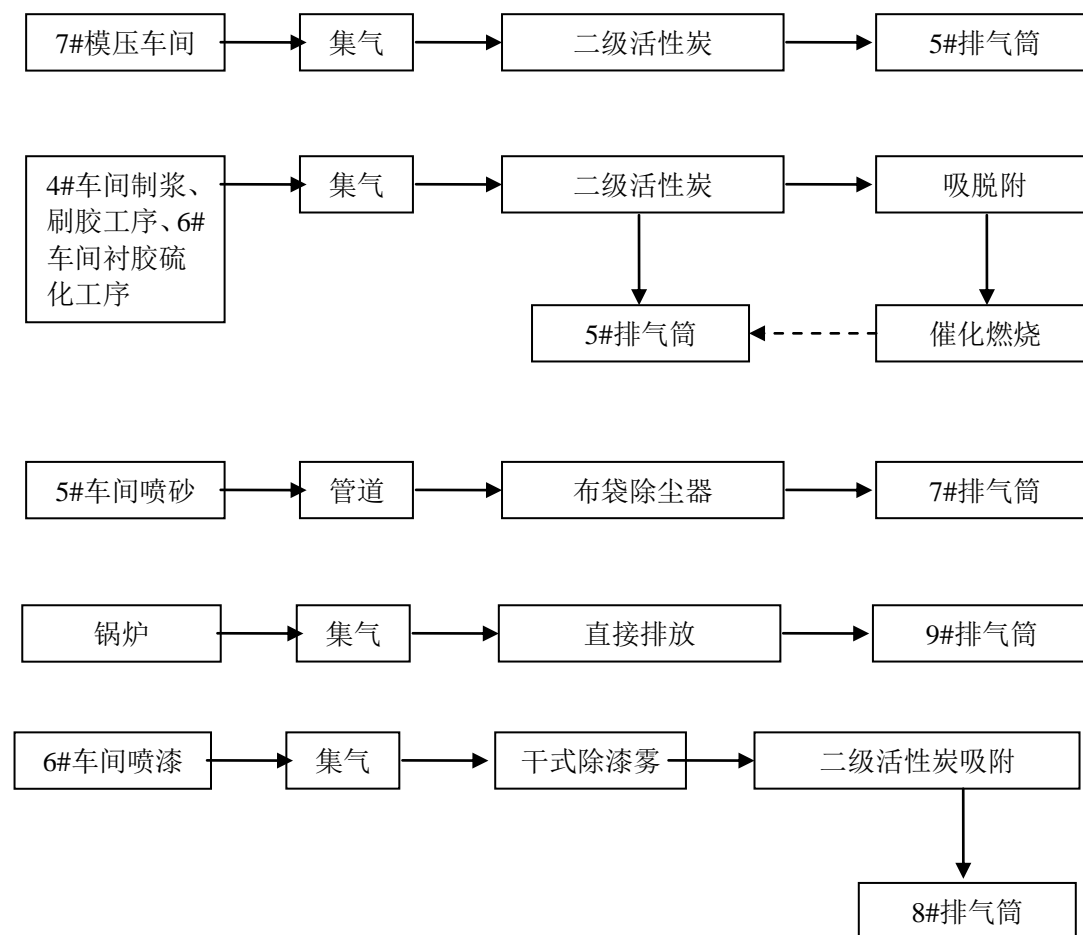 7#模压车间
集气
二级活性炭
5#排气筒
4#车间制浆、
刷胶工序、6#
车间衬胶硫
化工序
集气
二级活性炭
吸脱附
5#排气筒
催化燃烧
5#车间喷砂
管道
布袋除尘器
7#排气筒
锅炉
集气
直接排放
9#排气筒
6#车间喷漆
集气
干式除漆雾
二级活性炭吸附
8#排气筒